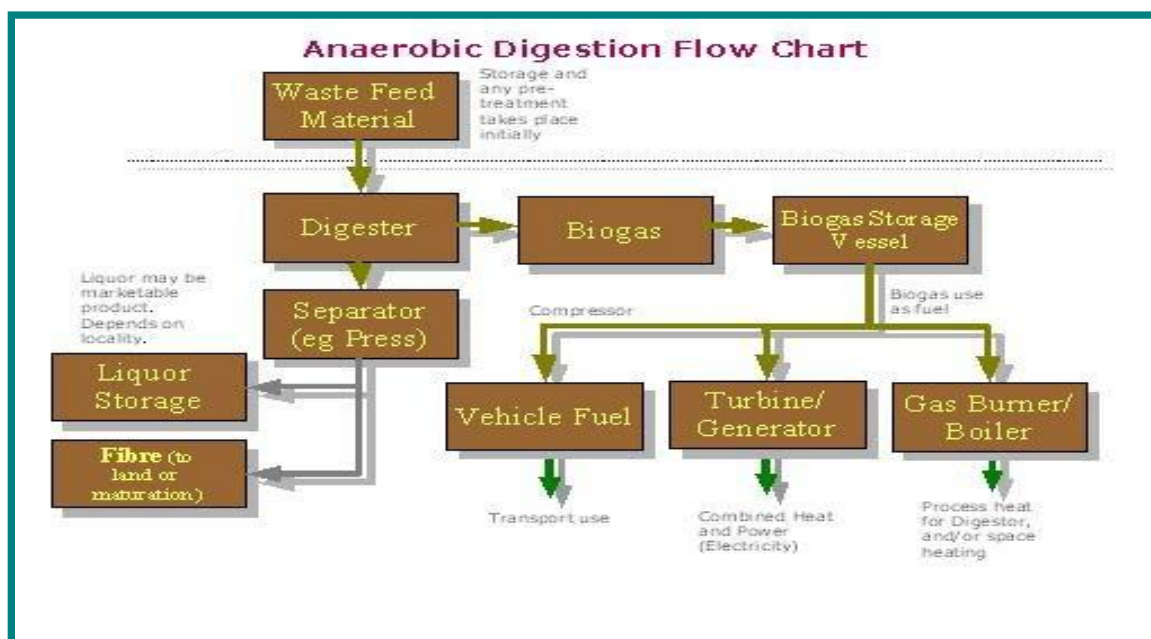 Anaerobic Digestion Flow Chart
Waste Feed
Material
Storage and
any pre-
treatment
takes place
initially
Digester
Biogas
Biogas Storage
Vessel
Liquor may be
marketable
product.
Depends on
locality.
Separator
(eg Press)
Compressor
Biogas use
as fuel
Liquor
Storage
Vehicle Fuel
Turbine/
Generator
Gas Burner/
Boiler
Fibre (to
land or
maturation)
Transport use
Combined Heat
and Power
(Electricity)
Process heat
for Digestor,
and/or space
heating